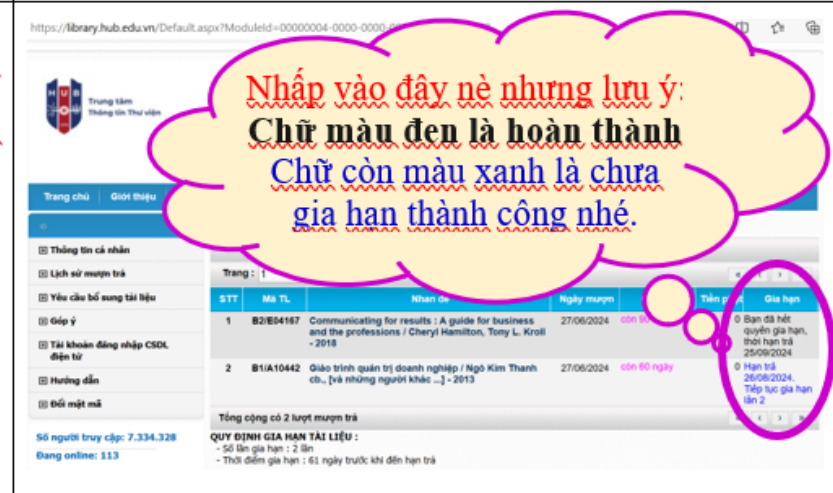 https://library.hub.edu.vn/Default.aspx?ModuleId=00000004-0000-0000-0
HUB
Trung tâm
Thông tin Thư viện
Nhấp vào đây nè nhưng lưu ý:
Chữ màu đen là hoàn thành
Chữ còn màu xanh là chưa
gia hạn thành công nhé.
Trang chủ Giới thiệu
Thông tin cá nhân
Lịch sử mượn trả
Yêu cầu bổ sung tài liệu
Góp ý
Tài khoản đăng nhập CSDL
điện tử
Hướng dẫn
Đổi mật mã
Số người truy cập: 7.334.328
Đang online: 113
Trang : 1
STT Mã TL Nhan đề Ngày mượn Tiền Gia hạn
1 B2/E04167 Communicating for results : A guide for business
and the professions / Cheryl Hamilton, Tony L. Kroll
- 2018
27/06/2024 còn 90 0 Bạn đã hết
quyền gia hạn,
thời hạn trả
25/09/2024
2 B1/A10442 Giáo trình quản trị doanh nghiệp / Ngô Kim Thanh
cb., [và những người khác ...] - 2013
27/06/2024 còn 60 ngày 0 Hạn trả
26/08/2024.
Tiếp tục gia hạn
lần 2
Tổng cộng có 2 lượt mượn trả
QUY ĐỊNH GIA HẠN TÀI LIỆU :
- Số lần gia hạn : 2 lần
- Thời điểm gia hạn : 61 ngày trước khi đến hạn trả